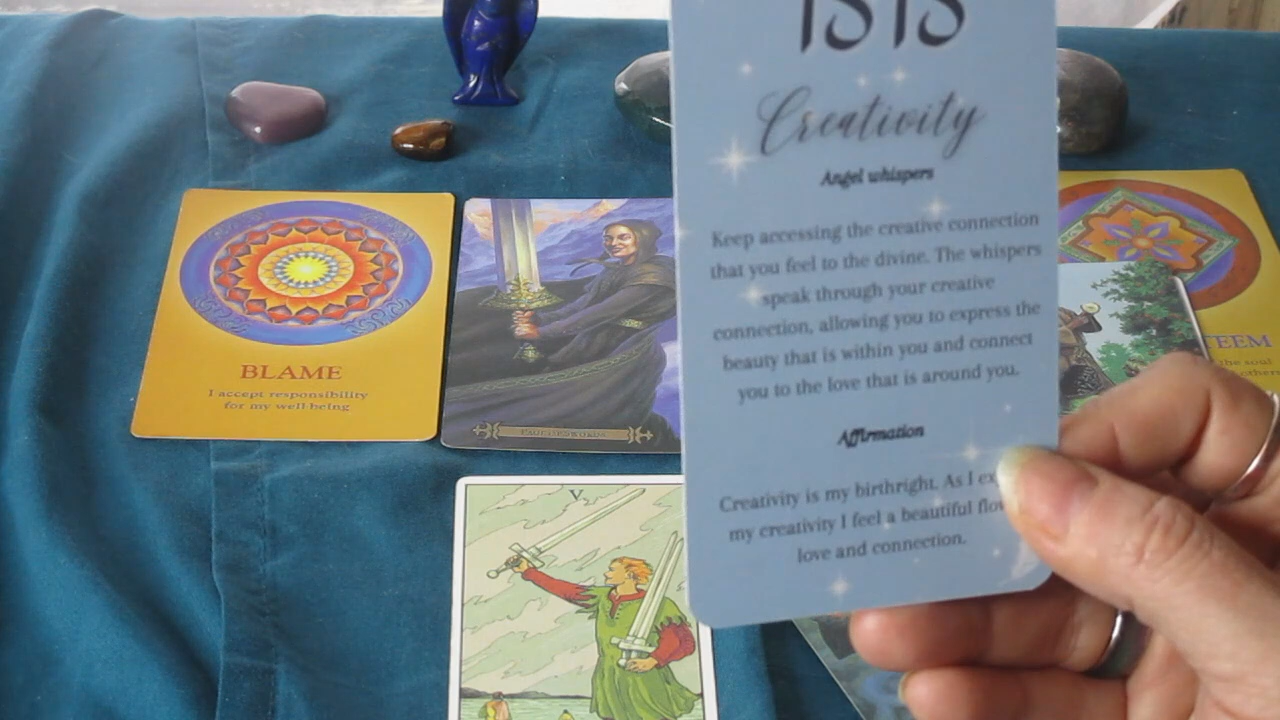 ISIS
Creativity
Angel whispers
Keep accessing the creative connection
that you feel to the divine. The whispers
speak through your creative
connection, allowing you to express the
beauty that is within you and connect
you to the love that is around you.
Affirmation
Creativity is my birthright. As I ex
my creativity I feel a beautiful flo
love and connection.
BLAME
I accept responsibility
for my well-being
PAGE OF SWORDS
V
TEEM
the soul
others